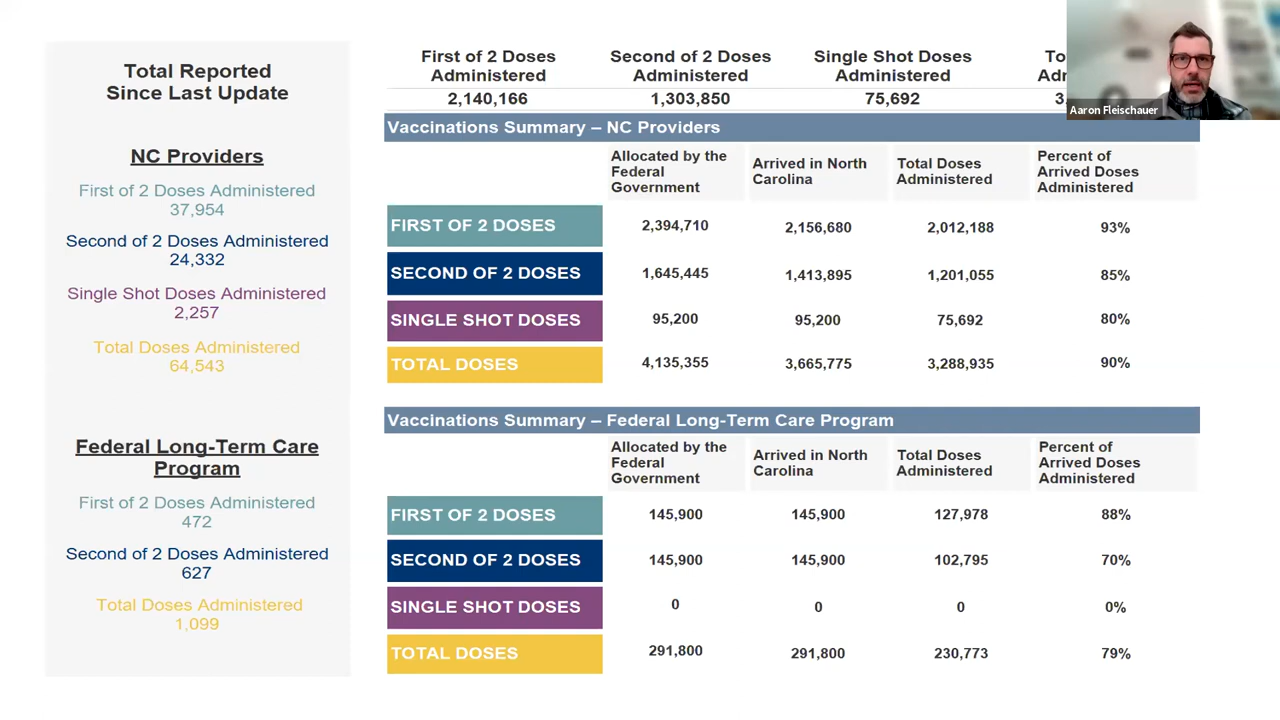 Total Reported
Since Last Update
NC Providers
First of 2 Doses Administered
37,954
Second of 2 Doses Administered
24,332
Single Shot Doses Administered
2,257
Total Doses Administered
64,543
Federal Long-Term Care
Program
First of 2 Doses Administered
472
Second of 2 Doses Administered
627
Total Doses Administered
1,099
First of 2 Doses Administered
2,140,166
Second of 2 Doses Administered
1,303,850
Single Shot Doses Administered
75,692
Aaron Fleischauer
Vaccinations Summary – NC Providers
Allocated by the Federal Government
Arrived in North Carolina
Total Doses Administered
Percent of Arrived Doses Administered
FIRST OF 2 DOSES 2,394,710 2,156,680 2,012,188 93%
SECOND OF 2 DOSES 1,645,445 1,413,895 1,201,055 85%
SINGLE SHOT DOSES 95,200 95,200 75,692 80%
TOTAL DOSES 4,135,355 3,665,775 3,288,935 90%
Vaccinations Summary – Federal Long-Term Care Program
Allocated by the Federal Government
Arrived in North Carolina
Total Doses Administered
Percent of Arrived Doses Administered
FIRST OF 2 DOSES 145,900 145,900 127,978 88%
SECOND OF 2 DOSES 145,900 145,900 102,795 70%
SINGLE SHOT DOSES 0 0 0 0%
TOTAL DOSES 291,800 291,800 230,773 79%